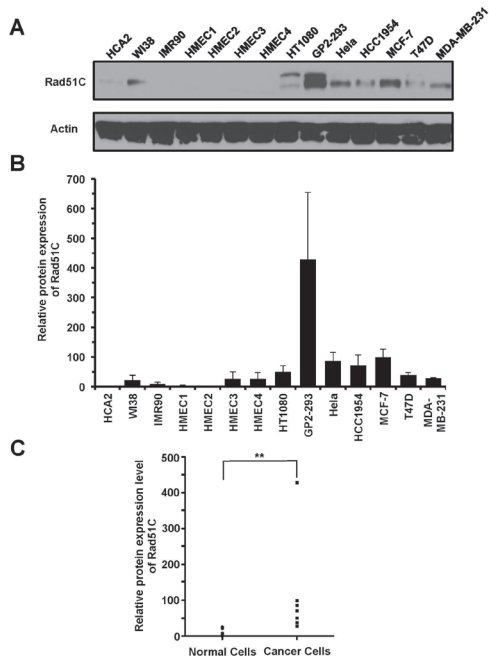 A
HCA2 WI38 IMR90 HMEC1 HMEC2 HMEC3 HMEC4 HT1080 GP2-293 Hela HCC1954 MCF-7 T47D MDA-MB-231
Rad51C
Actin
B
Relative protein expression
of Rad51C
700
600
500
400
300
200
100
0
HCA2 WI38 IMR90 HMEC1 HMEC2 HMEC3 HMEC4 HT1080 GP2-293 Hela HCC1954 MCF-7 T47D MDA-
MB-231
C
Relative protein expression level
of Rad51C
500
400
300
200
100
0
**
Normal Cells Cancer Cells